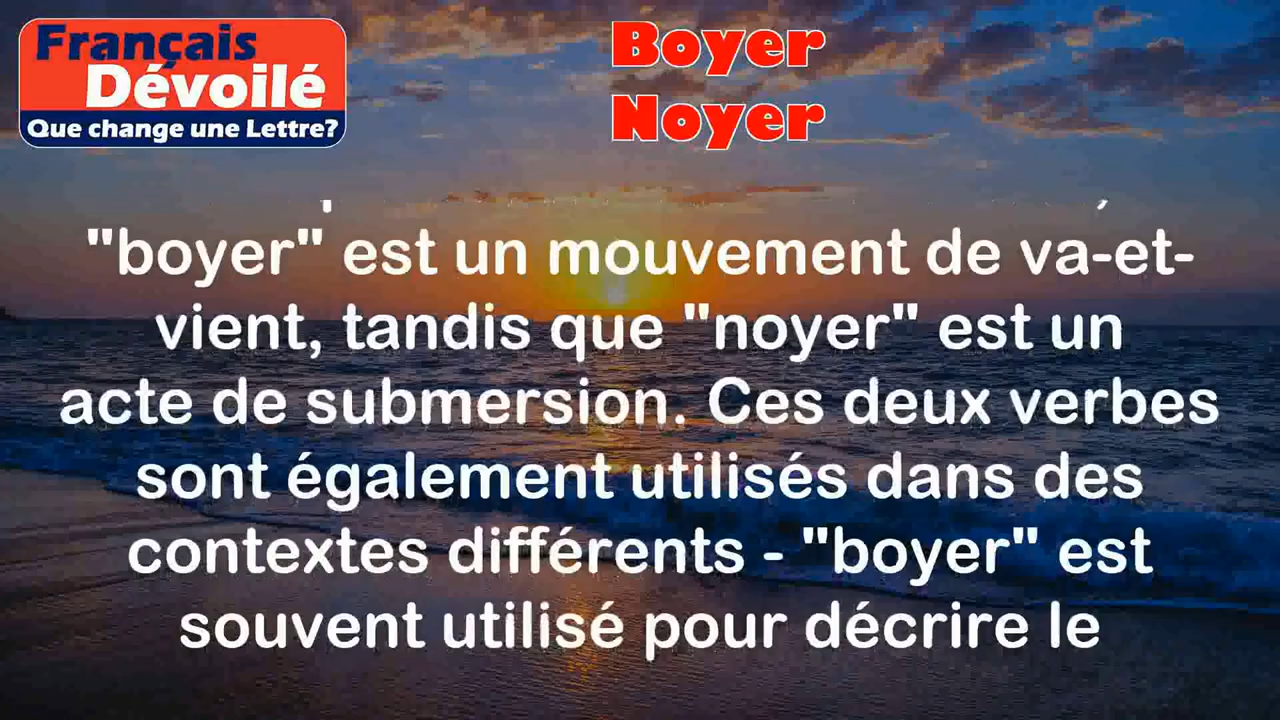 Français
Dévoilé
Que change une Lettre?
Boyer
Noyer
"boyer" est un mouvement de va-et-
vient, tandis que "noyer" est un
acte de submersion. Ces deux verbes
sont également utilisés dans des
contextes différents - "boyer" est
souvent utilisé pour décrire le